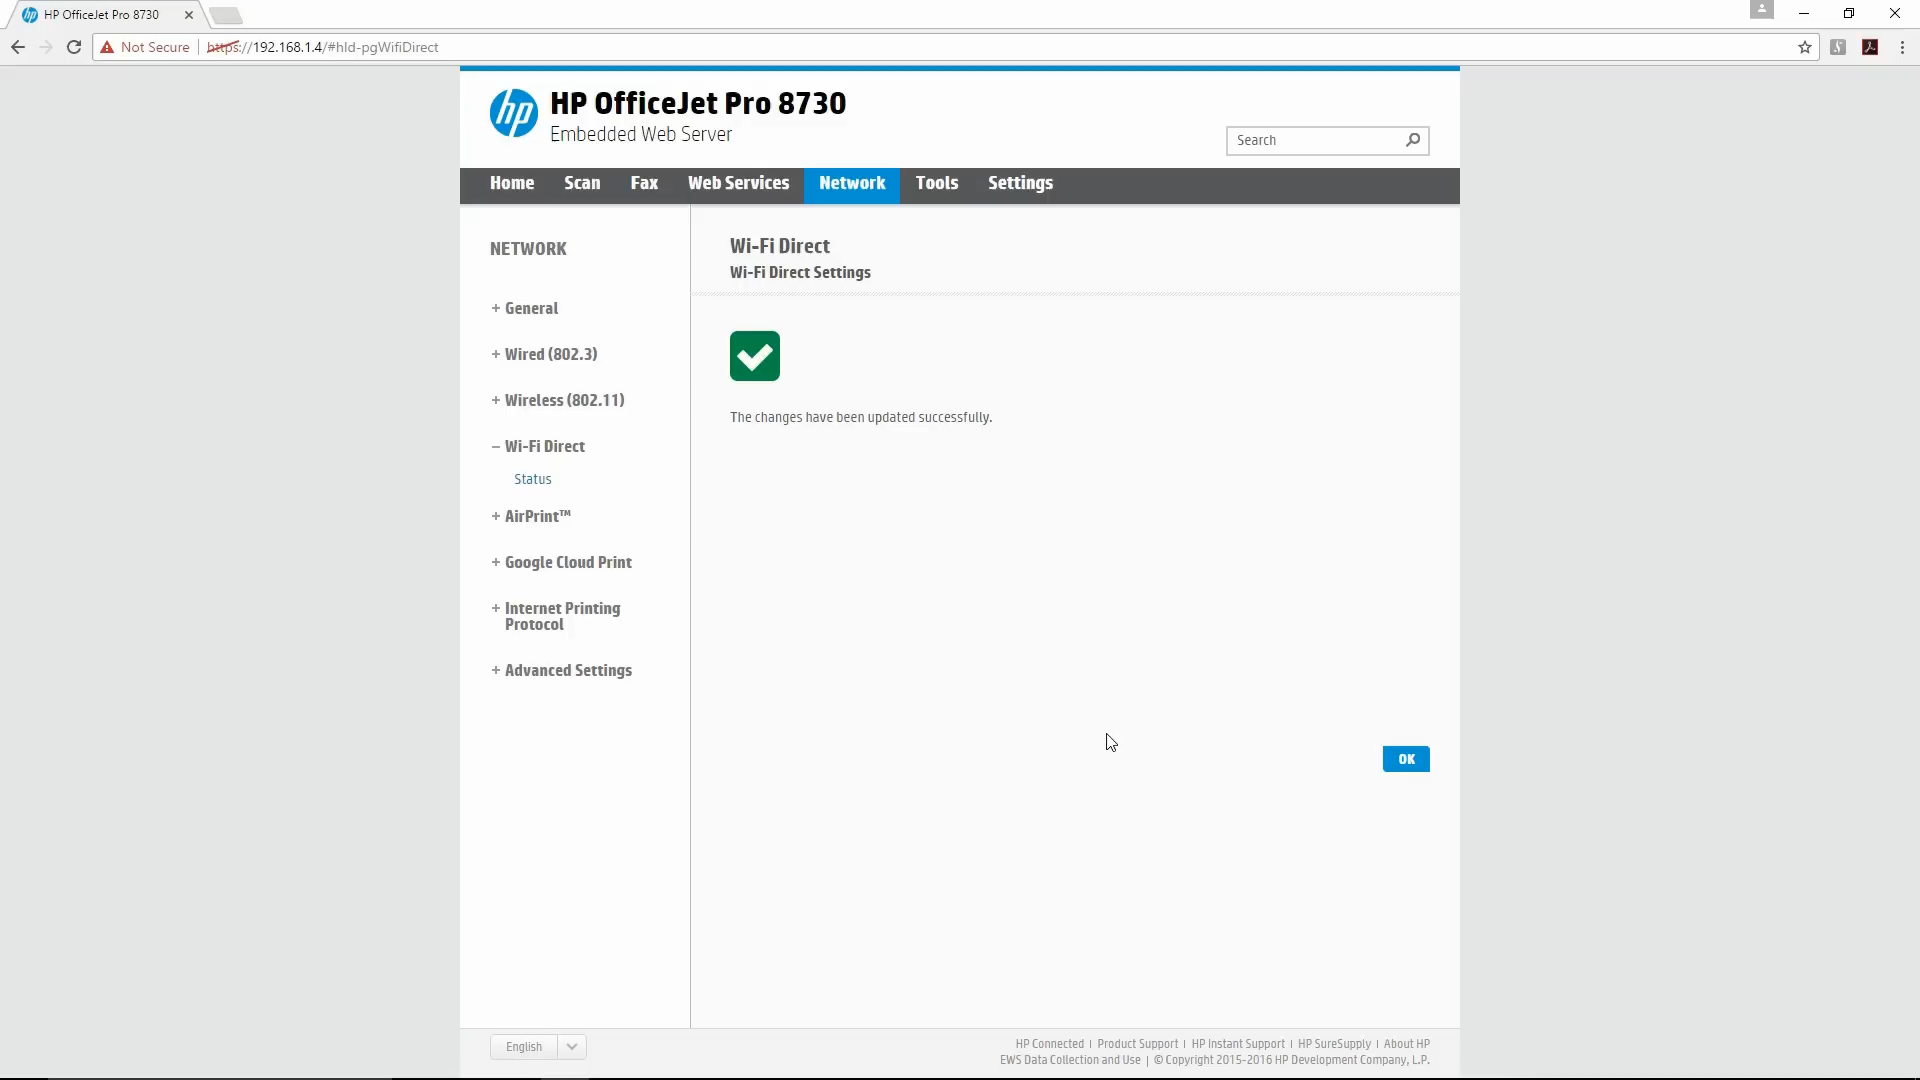 HP OfficeJet Pro 8730
Not Secure
https://192.168.1.4/#hId-pgWifiDirect
hp
HP OfficeJet Pro 8730
Embedded Web Server
Search
Home Scan Fax Web Services Network Tools Settings
NETWORK
+ General
+ Wired (802.3)
+ Wireless (802.11)
– Wi-Fi Direct
Status
+ AirPrint™
+ Google Cloud Print
+ Internet Printing
Protocol
+ Advanced Settings
Wi-Fi Direct
Wi-Fi Direct Settings
The changes have been updated successfully.
OK
English
HP Connected | Product Support | HP Instant Support | HP SureSupply | About HP
EWS Data Collection and Use | © Copyright 2015-2016 HP Development Company, L.P.